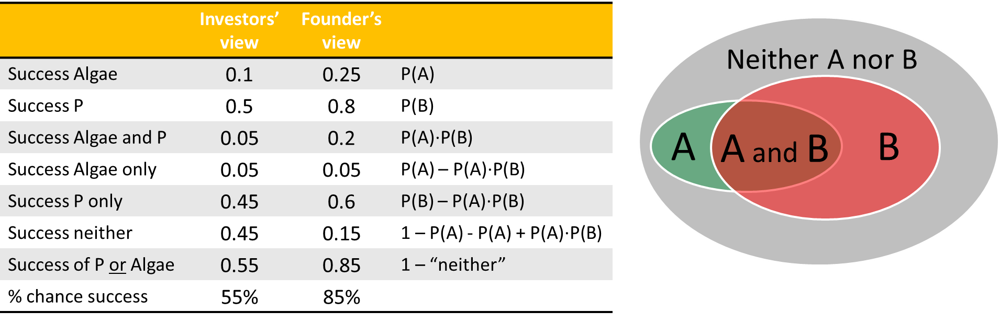 Investors’ Founder’s
view view
Success Algae 0.1 0.25 P(A)
Success P 0.5 0.8 P(B)
Success Algae and P 0.05 0.2 P(A)·P(B)
Success Algae only 0.05 0.05 P(A) – P(A)·P(B)
Success P only 0.45 0.6 P(B) – P(A)·P(B)
Success neither 0.45 0.15 1 – P(A) - P(A) + P(A)·P(B)
Success of P or Algae 0.55 0.85 1 – “neither”
% chance success 55% 85%
Neither A nor B
A A and B B